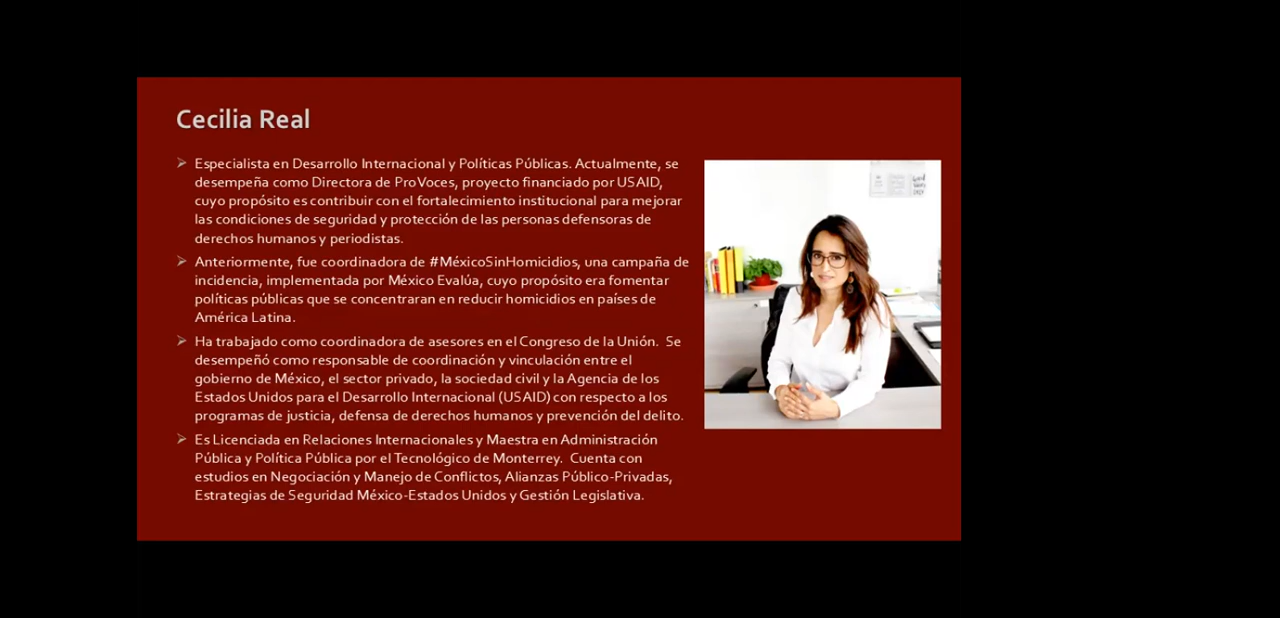 Cecilia Real
Especialista en Desarrollo Internacional y Políticas Públicas. Actualmente, se
desempeña como Directora de ProVoces, proyecto financiado por USAID,
cuyo propósito es contribuir con el fortalecimiento institucional para mejorar
las condiciones de seguridad y protección de las personas defensoras de
derechos humanos y periodistas.
Anteriormente, fue coordinadora de #MéxicoSinHomicidios, una campaña de
incidencia, implementada por México Evalúa, cuyo propósito era fomentar
políticas públicas que se concentraran en reducir homicidios en países de
América Latina.
Ha trabajado como coordinadora de asesores en el Congreso de la Unión. Se
desempeñó como responsable de coordinación y vinculación entre el
gobierno de México, el sector privado, la sociedad civil y la Agencia de los
Estados Unidos para el Desarrollo Internacional (USAID) con respecto a los
programas de justicia, defensa de derechos humanos y prevención del delito.
Es Licenciada en Relaciones Internacionales y Maestra en Administración
Pública y Política Pública por el Tecnológico de Monterrey. Cuenta con
estudios en Negociación y Manejo de Conflictos, Alianzas Público-Privadas,
Estrategias de Seguridad México-Estados Unidos y Gestión Legislativa.